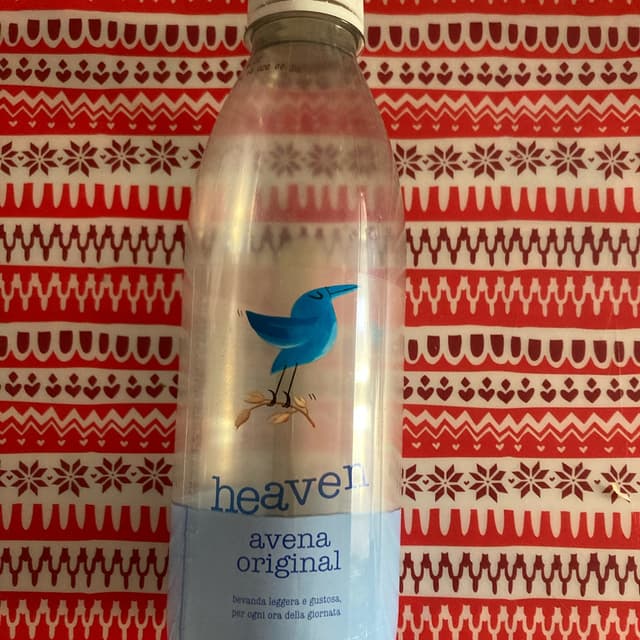 heaven
avena
original
bevanda leggera e gustosa,
per ogni ora della giornata